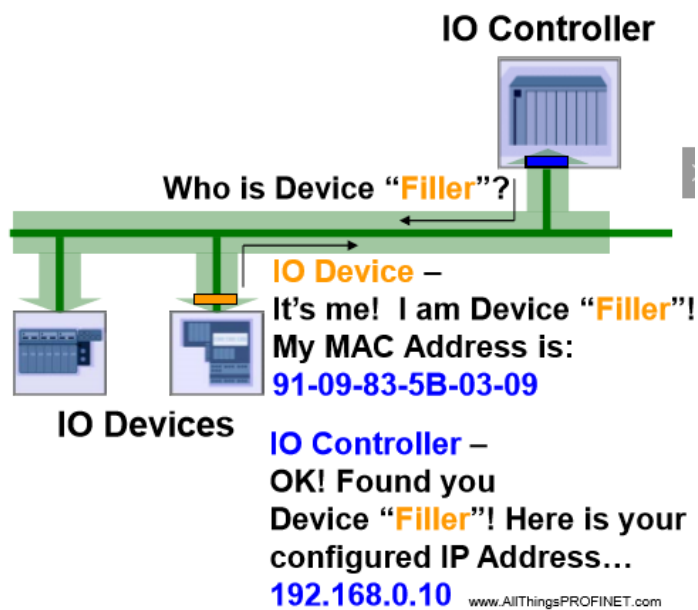 IO Controller
Who is Device “Filler”?
IO Device –
It’s me!  I am Device “Filler”!
My MAC Address is:
91-09-83-5B-03-09
IO Devices
IO Controller –
OK! Found you
Device “Filler”! Here is your
configured IP Address…
192.168.0.10
www.AllThingsPROFINET.com